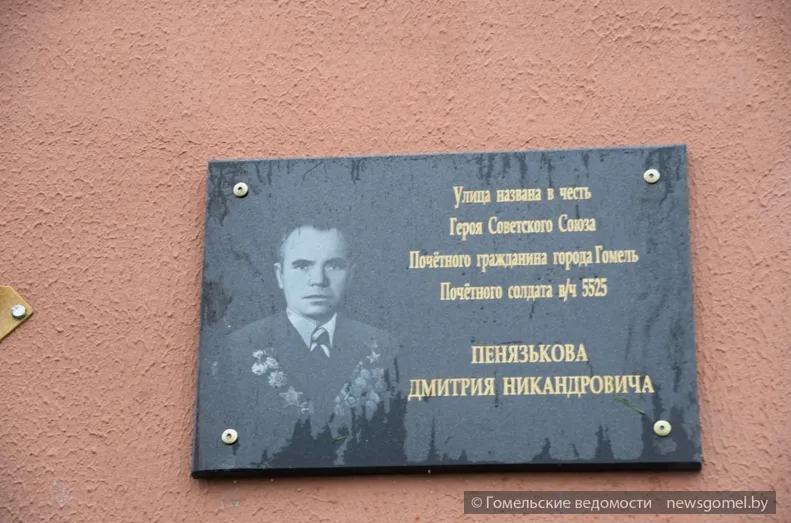 Улица названа в честь
Героя Советского Союза
Почётного гражданина города Гомель
Почётного солдата в/ч 5525
ПЕНЯЗЬКОВА
ДМИТРИЯ НИКАНДРОВИЧА
© Гомельские ведомости newsgomel.by